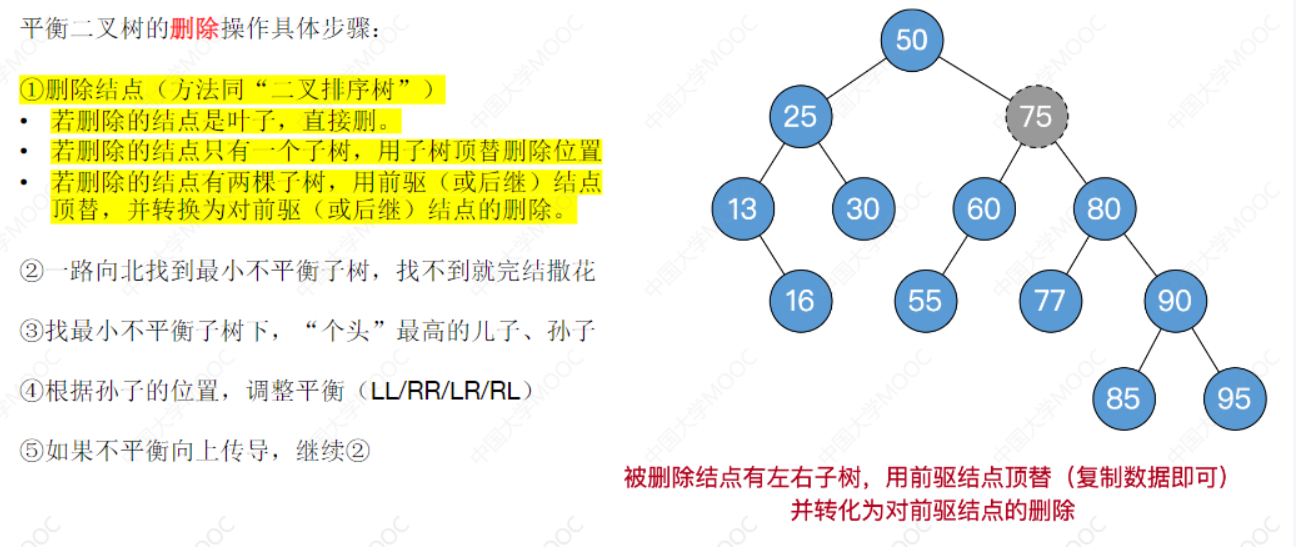 平衡二叉树的删除操作具体步骤：
①删除结点（方法同“二叉排序树”）
• 若删除的结点是叶子，直接删。
• 若删除的结点只有一个子树，用子树顶替删除位置
• 若删除的结点有两棵子树，用前驱（或后继）结点
顶替，并转换为对前驱（或后继）结点的删除。
②一路向北找到最小不平衡子树，找不到就完结撒花
③找最小不平衡子树下，“个头”最高的儿子、孙子
④根据孙子的位置，调整平衡（LL/RR/LR/RL）
⑤如果不平衡向上传导，继续②
50
25 75
13 30 60 80
16 55 77 90
85 95
被删除结点有左右子树，用前驱结点顶替（复制数据即可）
并转化为对前驱结点的删除
中国大学MOOC